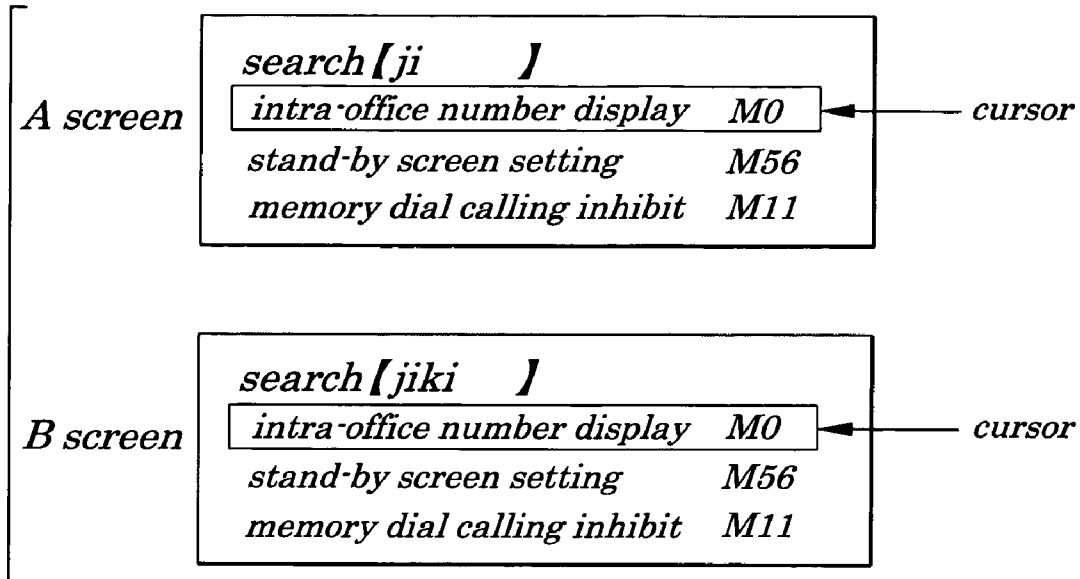 search【ji 】
A screen intra-office number display M0 cursor
stand-by screen setting M56
memory dial calling inhibit M11
search【jiki 】
B screen intra-office number display M0 cursor
stand-by screen setting M56
memory dial calling inhibit M11